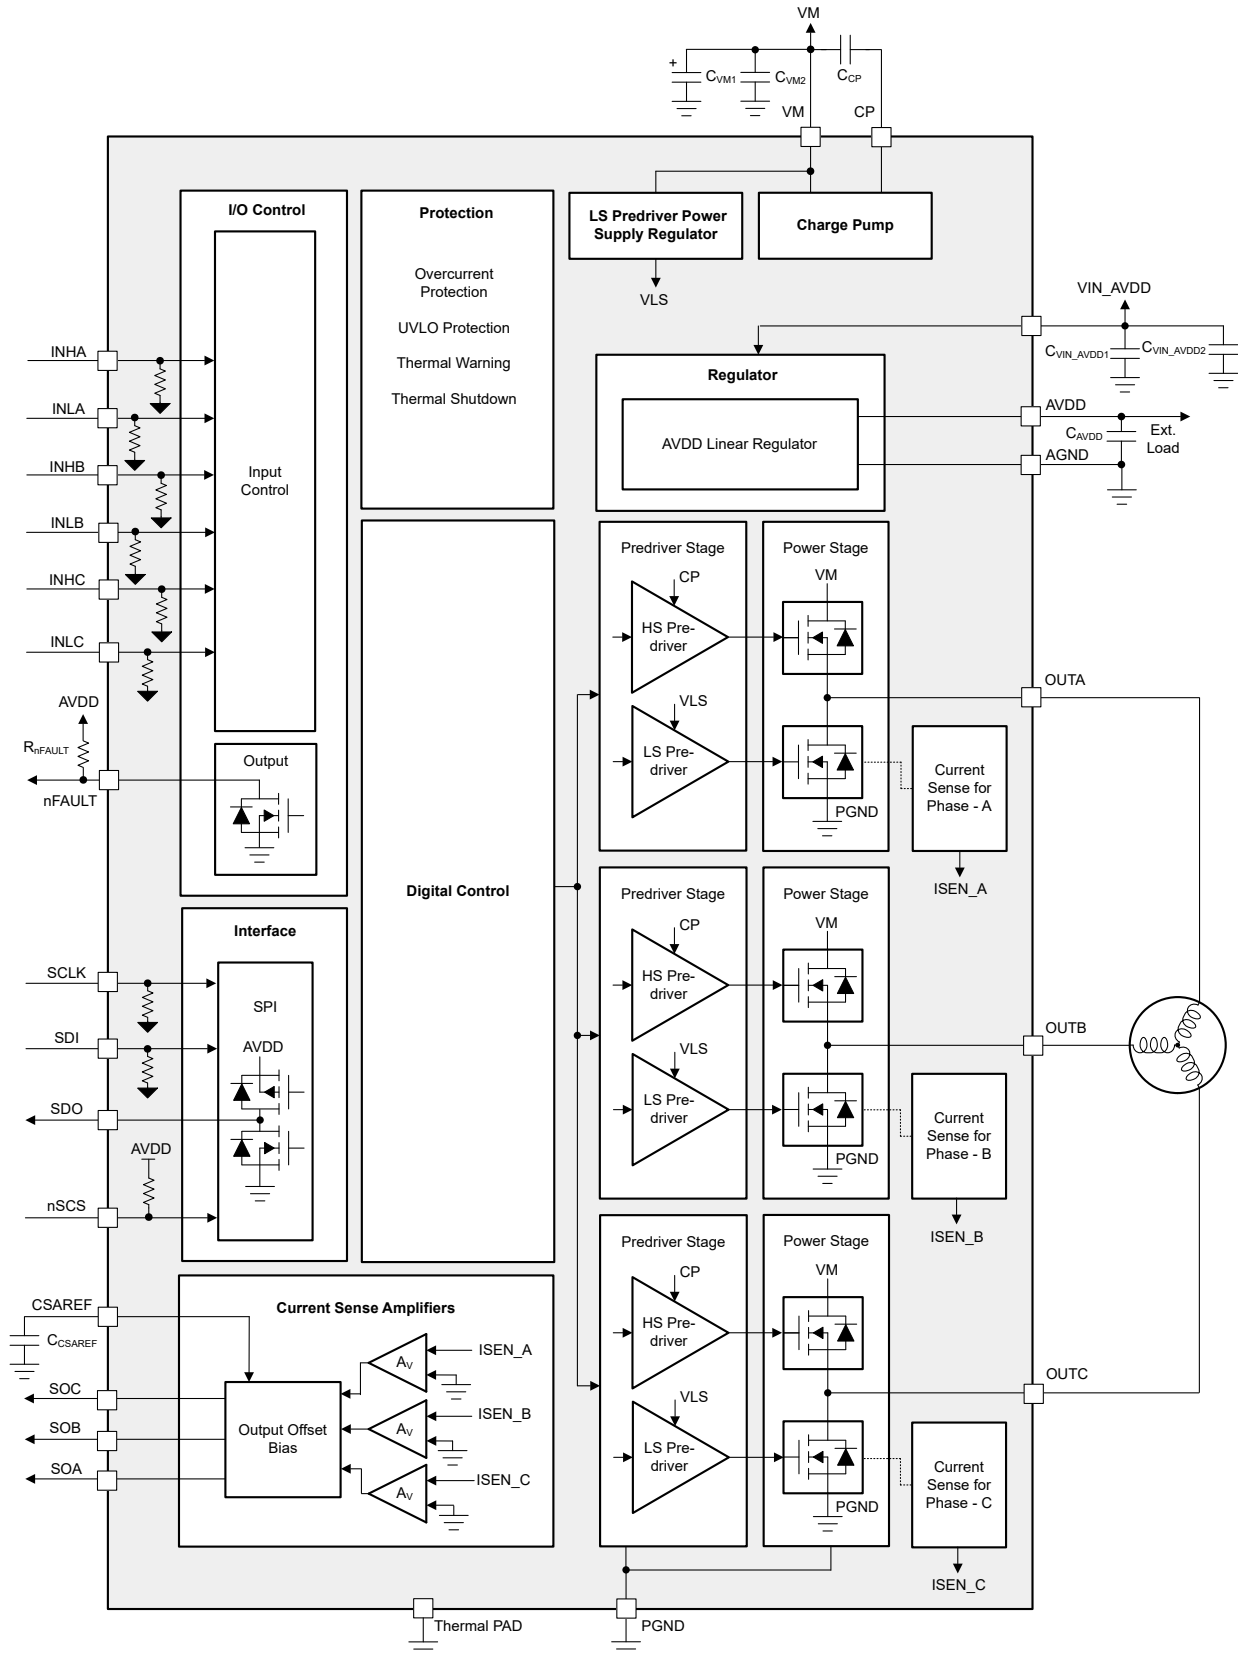 VM
+
CVM1
CVM2
CCP
VM
CP
I/O Control
Input
Control
Output
Protection
Overcurrent
Protection
UVLO Protection
Thermal Warning
Thermal Shutdown
LS Predriver Power
Supply Regulator
VLS
Charge Pump
VIN_AVDD
CVIN_AVDD1
CVIN_AVDD2
Regulator
AVDD Linear Regulator
AVDD
CAVDD
Ext.
Load
AGND
INHA
INLA
INHB
INLB
INHC
INLC
AVDD
RnFAULT
nFAULT
Digital Control
Predriver Stage
CP
HS Pre-
driver
VLS
LS Pre-
driver
Power Stage
VM
PGND
OUTA
Current
Sense for
Phase - A
ISEN_A
Interface
SPI
AVDD
SCLK
SDI
SDO
AVDD
nSCS
Predriver Stage
CP
HS Pre-
driver
VLS
LS Pre-
driver
Power Stage
VM
PGND
OUTB
Current
Sense for
Phase - B
ISEN_B
Current Sense Amplifiers
CSAREF
CCSAREF
SOC
SOB
SOA
Output Offset
Bias
AV
ISEN_A
AV
ISEN_B
AV
ISEN_C
Predriver Stage
CP
HS Pre-
driver
VLS
LS Pre-
driver
Power Stage
VM
PGND
OUTC
Current
Sense for
Phase - C
ISEN_C
Thermal PAD
PGND